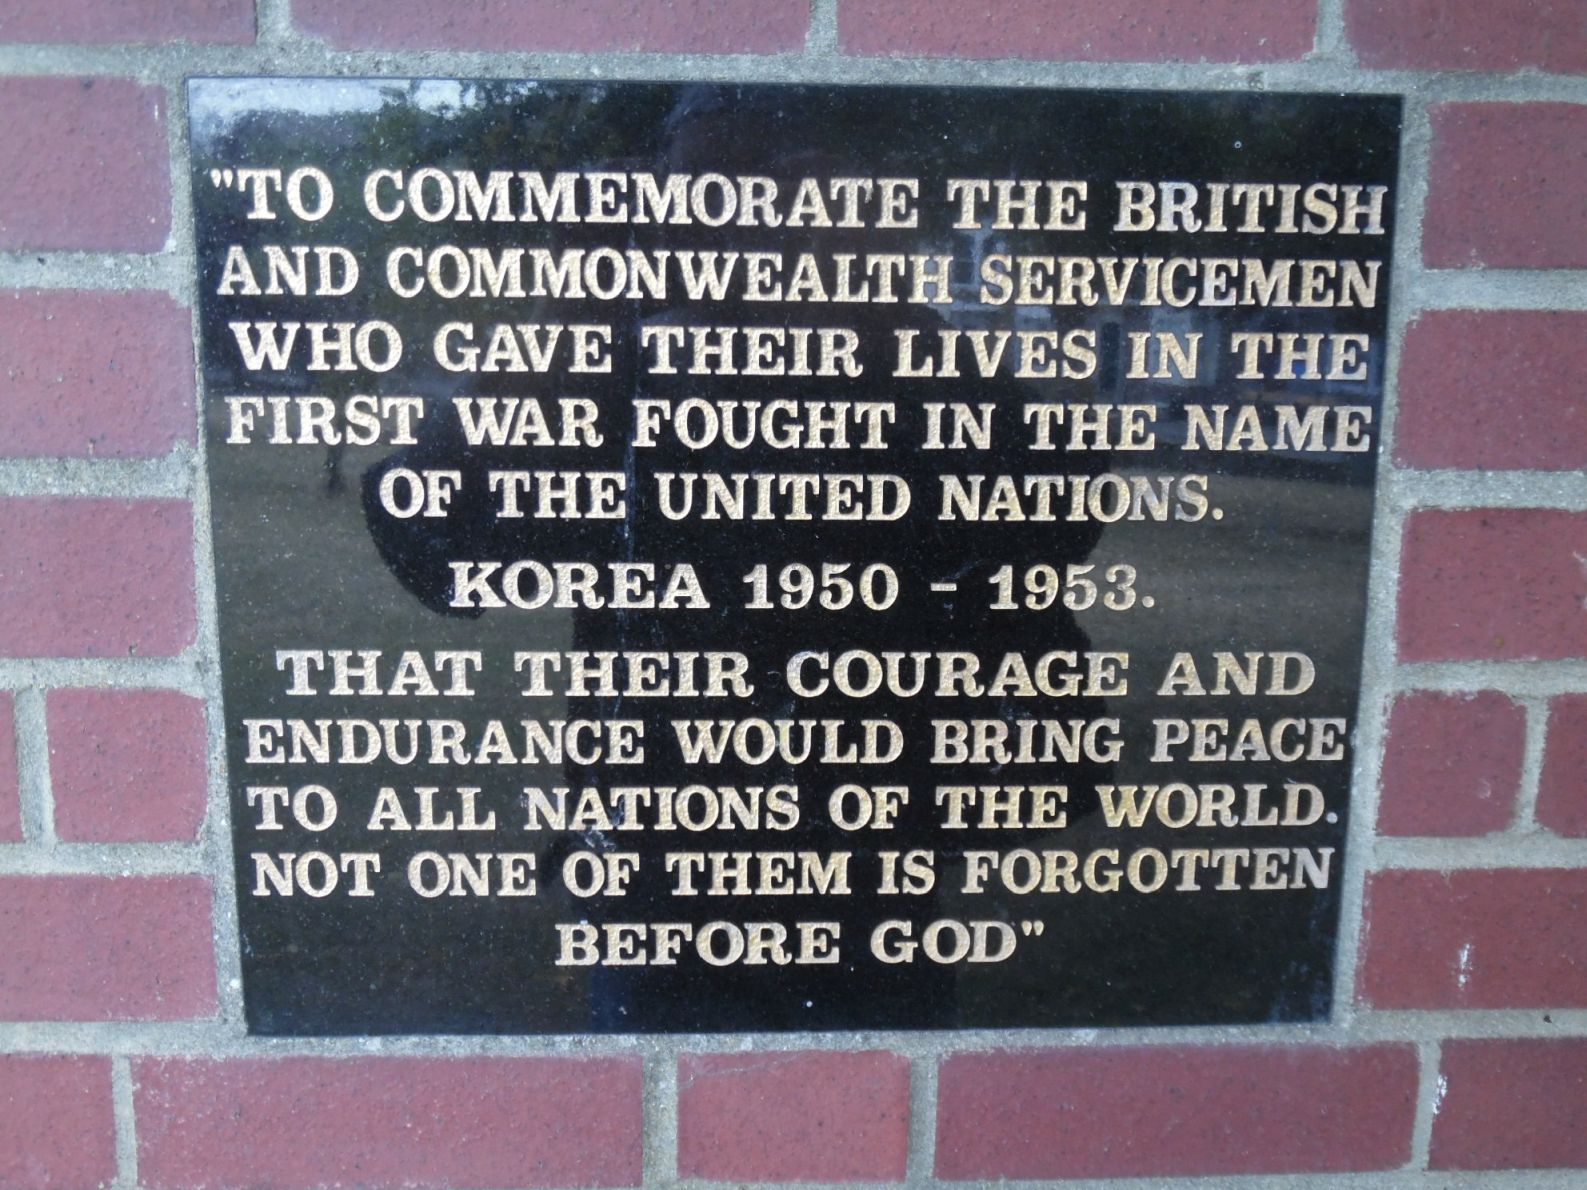 "TO COMMEMORATE THE BRITISH
AND COMMONWEALTH SERVICEMEN
WHO GAVE THEIR LIVES IN THE
FIRST WAR FOUGHT IN THE NAME
OF THE UNITED NATIONS.
KOREA 1950 - 1953.
THAT THEIR COURAGE AND
ENDURANCE WOULD BRING PEACE
TO ALL NATIONS OF THE WORLD.
NOT ONE OF THEM IS FORGOTTEN
BEFORE GOD"